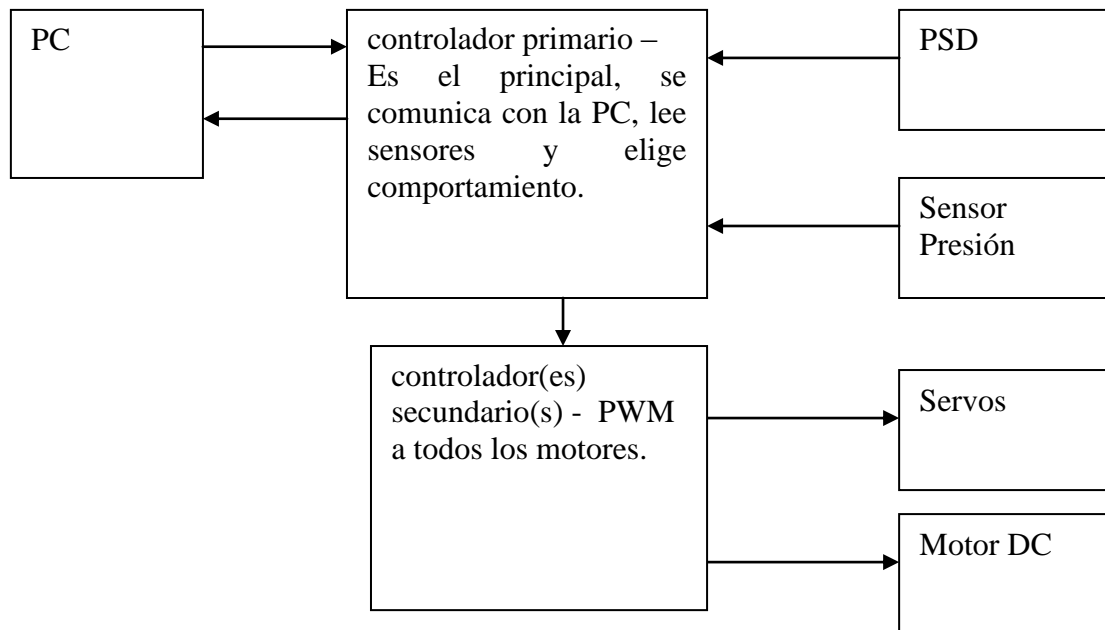 PC
controlador primario –
Es el principal, se
comunica con la PC, lee
sensores y elige
comportamiento.
PSD
Sensor
Presión
controlador(es)
secundario(s) - PWM
a todos los motores.
Servos
Motor DC